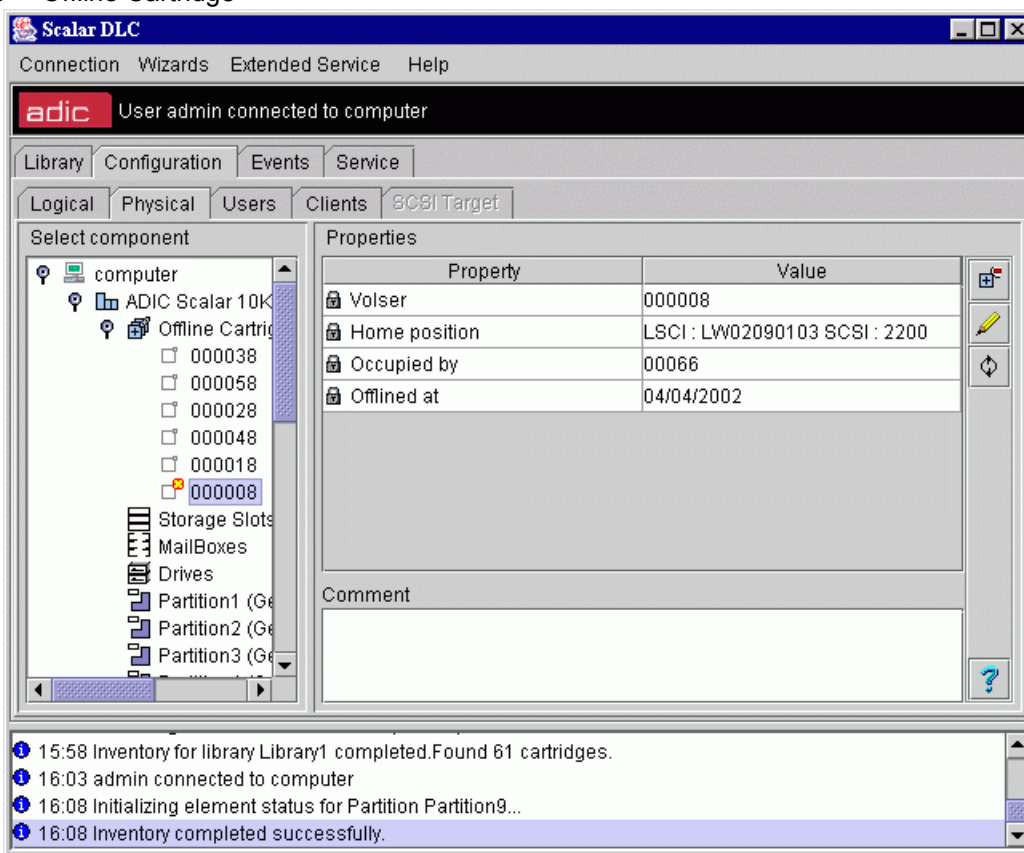 Offline Cartridge
Scalar DLC
Connection Wizards Extended Service Help
adic User admin connected to computer
Library Configuration Events Service
Logical Physical Users Clients SCSI Target
Select component
Properties
computer
ADIC Scalar 10K
Offline Cartrig
000038
000058
000028
000048
000018
000008
Storage Slots
MailBoxes
Drives
Partition1 (Ge
Partition2 (Ge
Partition3 (Ge
Property Value
Volser 000008
Home position LSCI : LW02090103 SCSI : 2200
Occupied by 00066
Offlined at 04/04/2002
Comment
15:58 Inventory for library Library1 completed.Found 61 cartridges.
16:03 admin connected to computer
16:08 Initializing element status for Partition Partition9...
16:08 Inventory completed successfully.